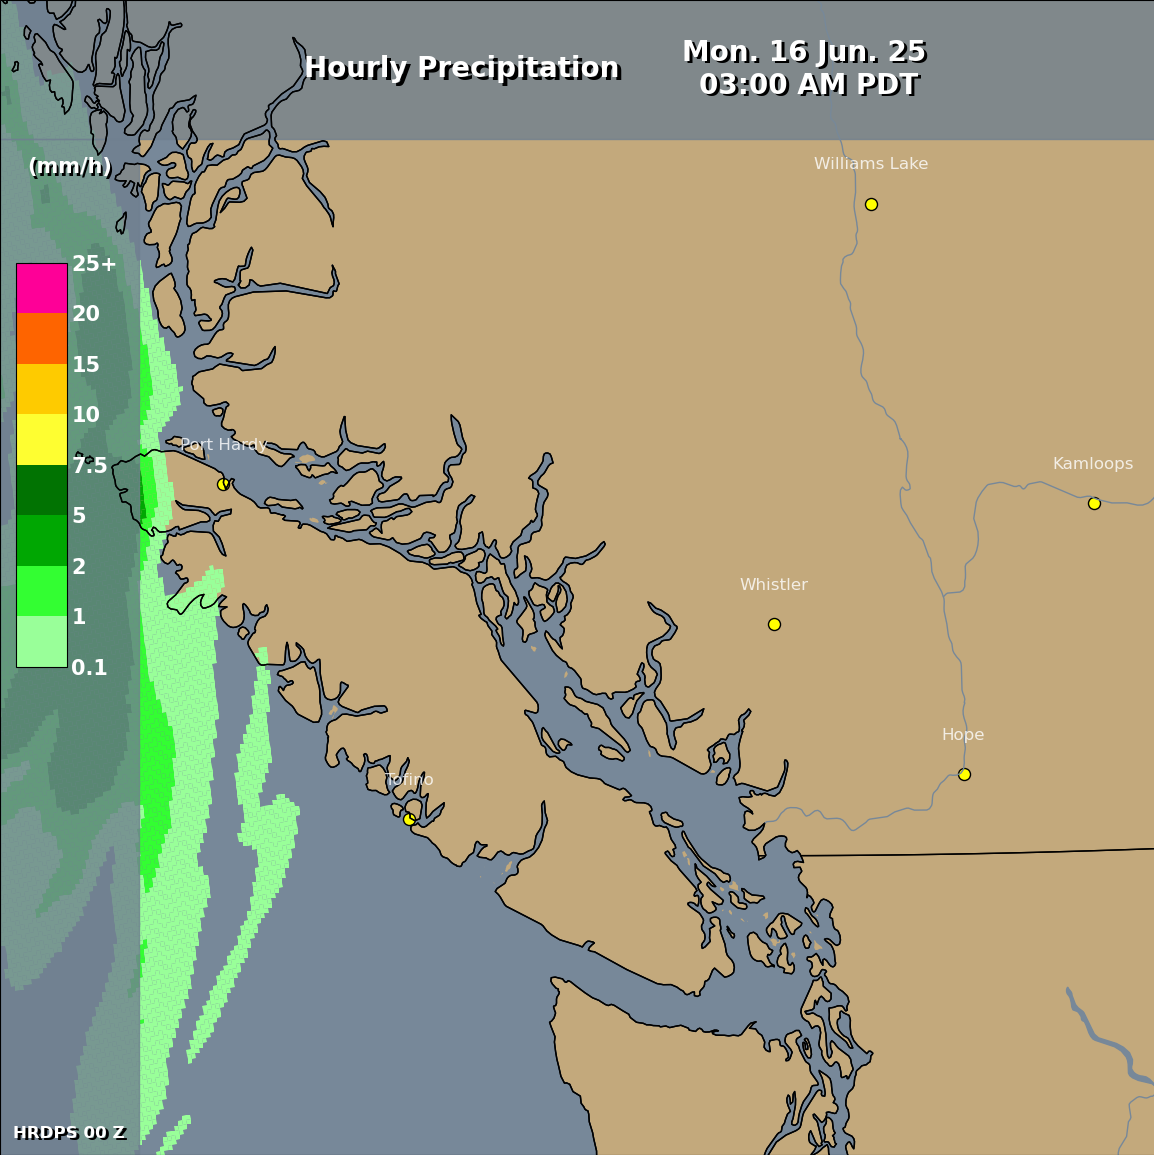 Hourly Precipitation
Mon. 16 Jun. 25
03:00 AM PDT
(mm/h)
Williams Lake
25+
20
15
10
7.5
5
2
1
0.1
Port Hardy
Kamloops
Whistler
Hope
Tofino
HRDPS 00 Z